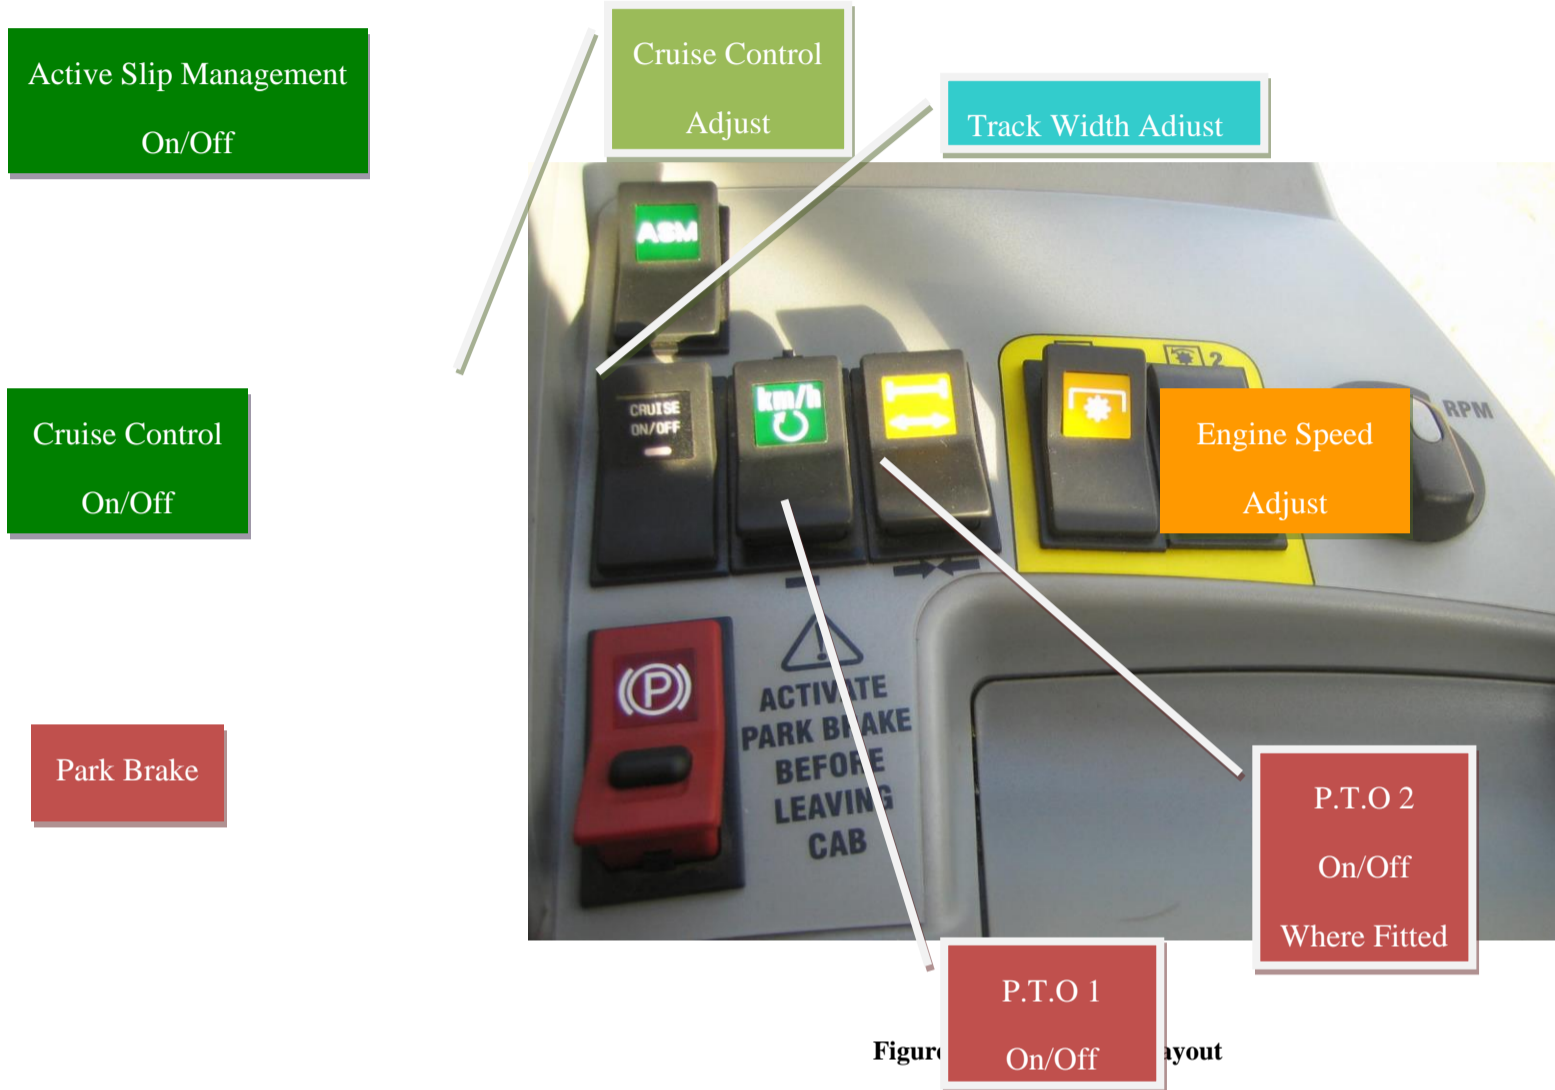 Active Slip Management
On/Off
Cruise Control
Adjust
Track Width Adjust
ASM
CRUISE
ON/OFF
km/h
2
RPM
Cruise Control
On/Off
Engine Speed
Adjust
P
ACTIVATE
PARK BRAKE
BEFORE
LEAVING
CAB
Park Brake
P.T.O 2
On/Off
Where Fitted
P.T.O 1
On/Off